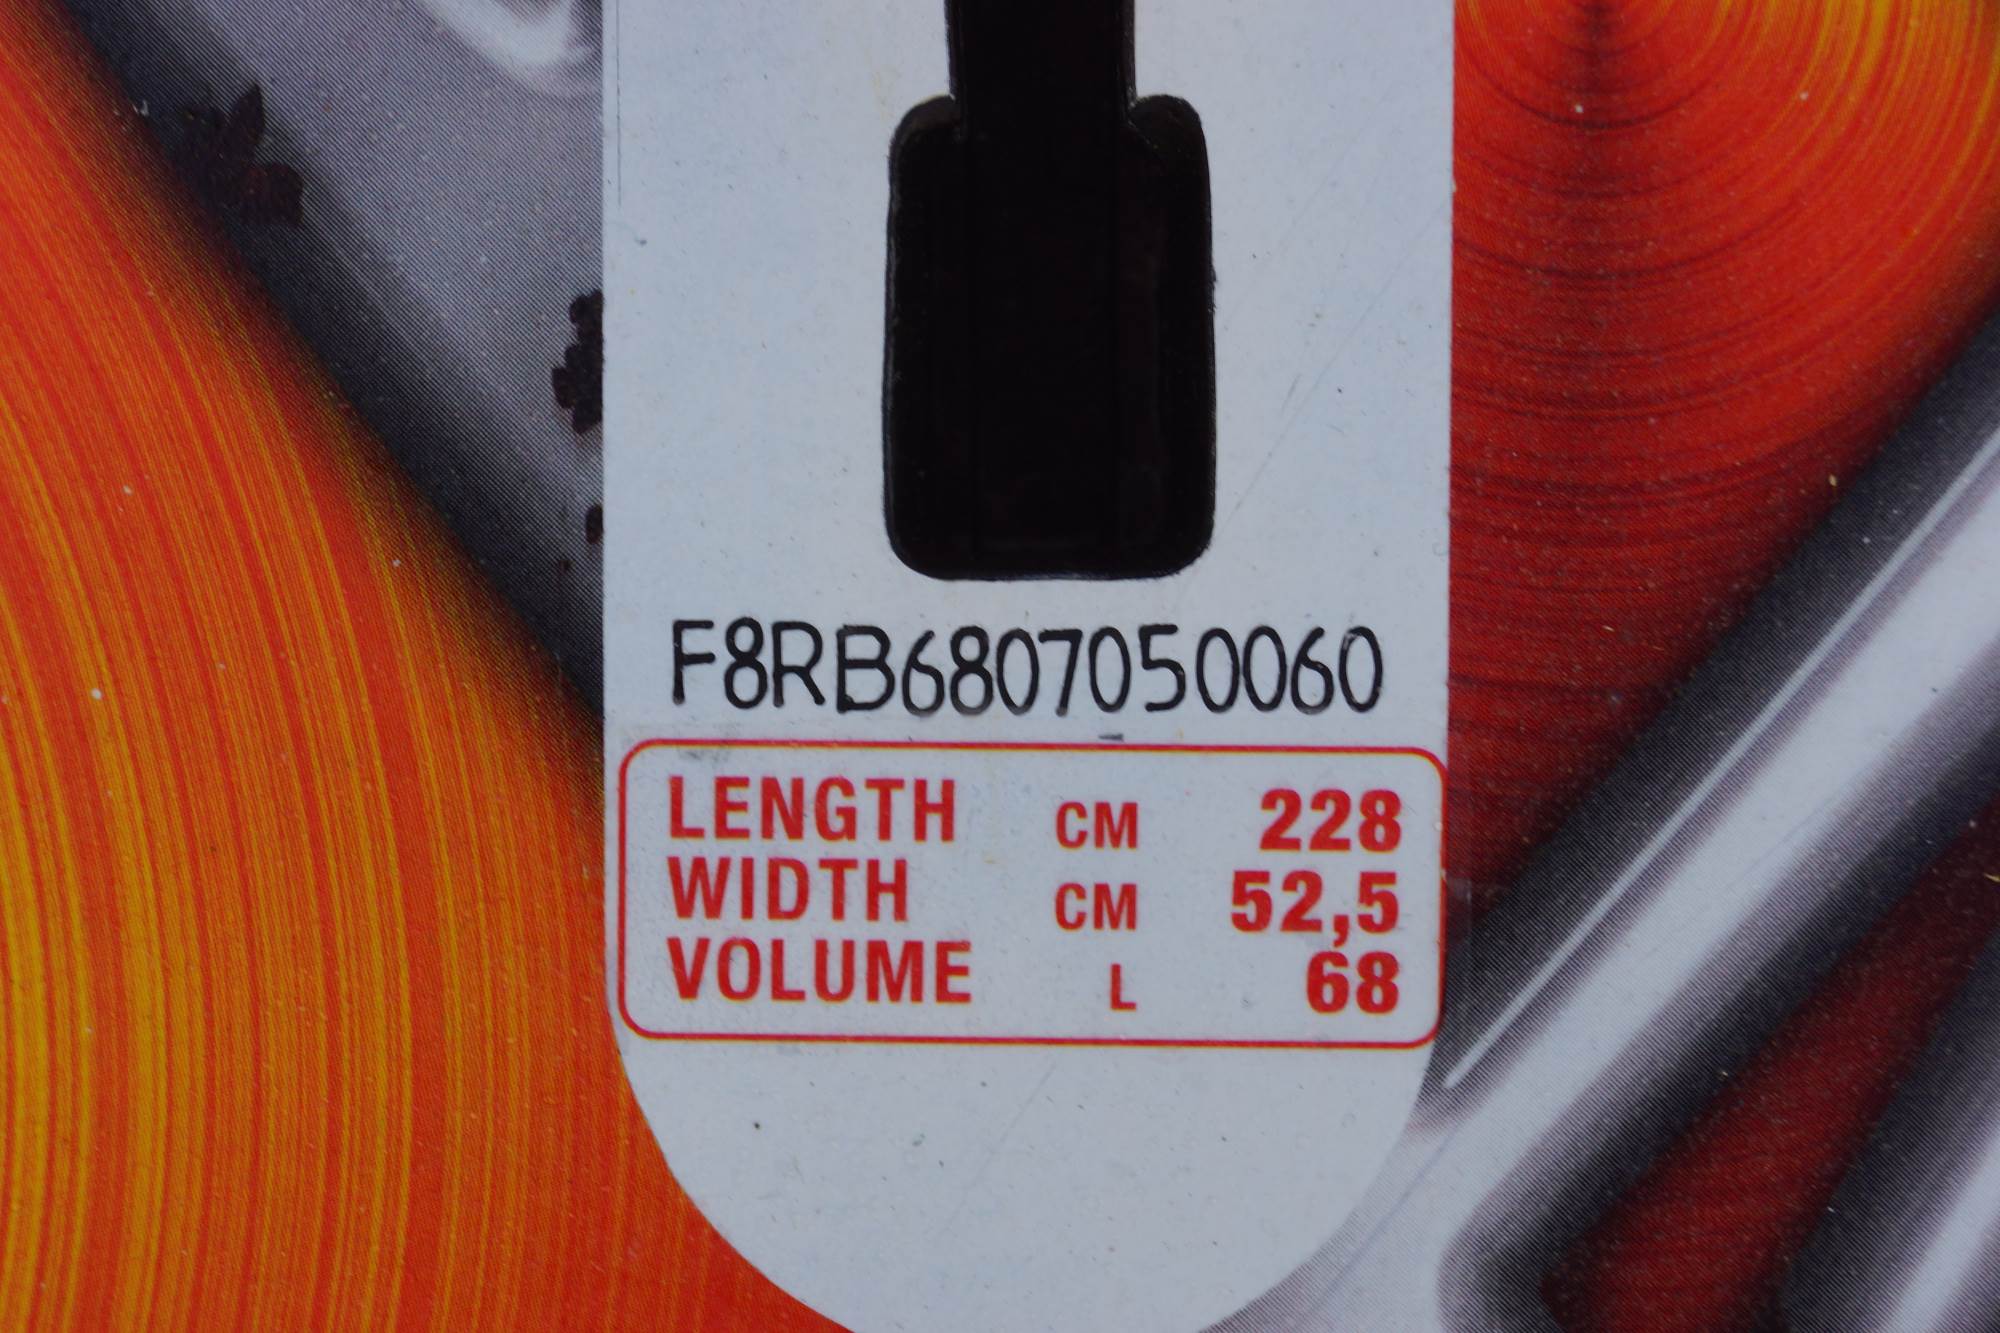 F8RB6807050060
LENGTH CM 228
WIDTH CM 52,5
VOLUME L 68